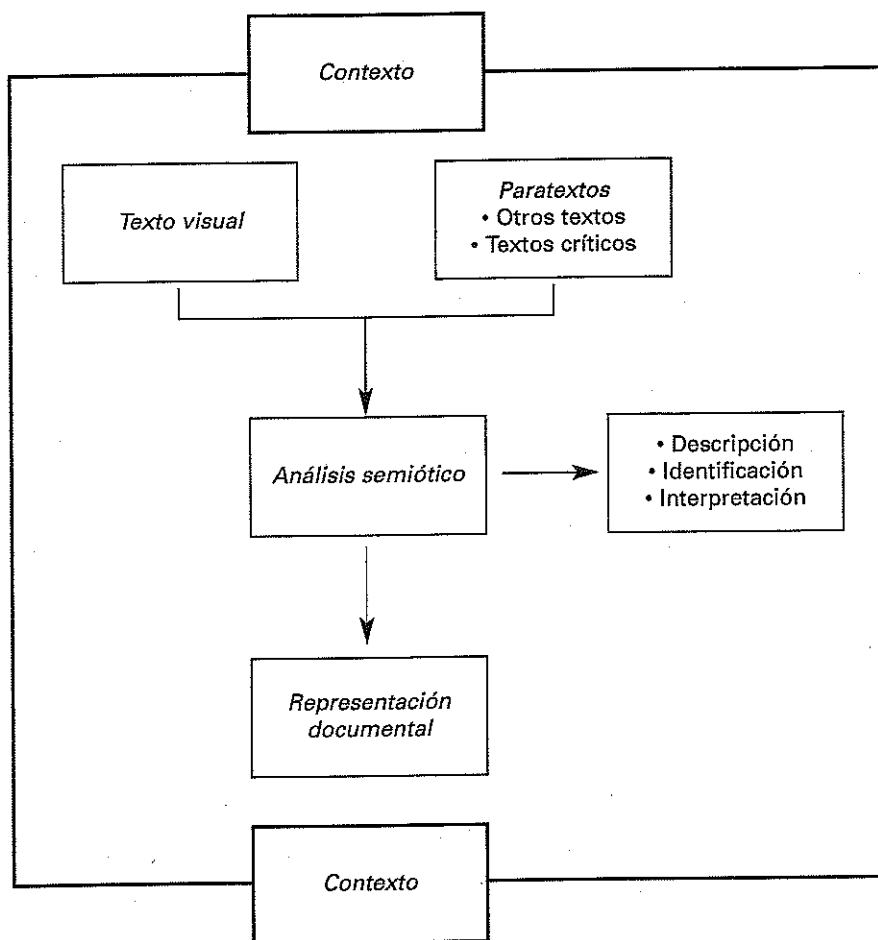 Contexto
Texto visual
Paratextos
• Otros textos
• Textos críticos
Análisis semiótico
• Descripción
• Identificación
• Interpretación
Representación
documental
Contexto